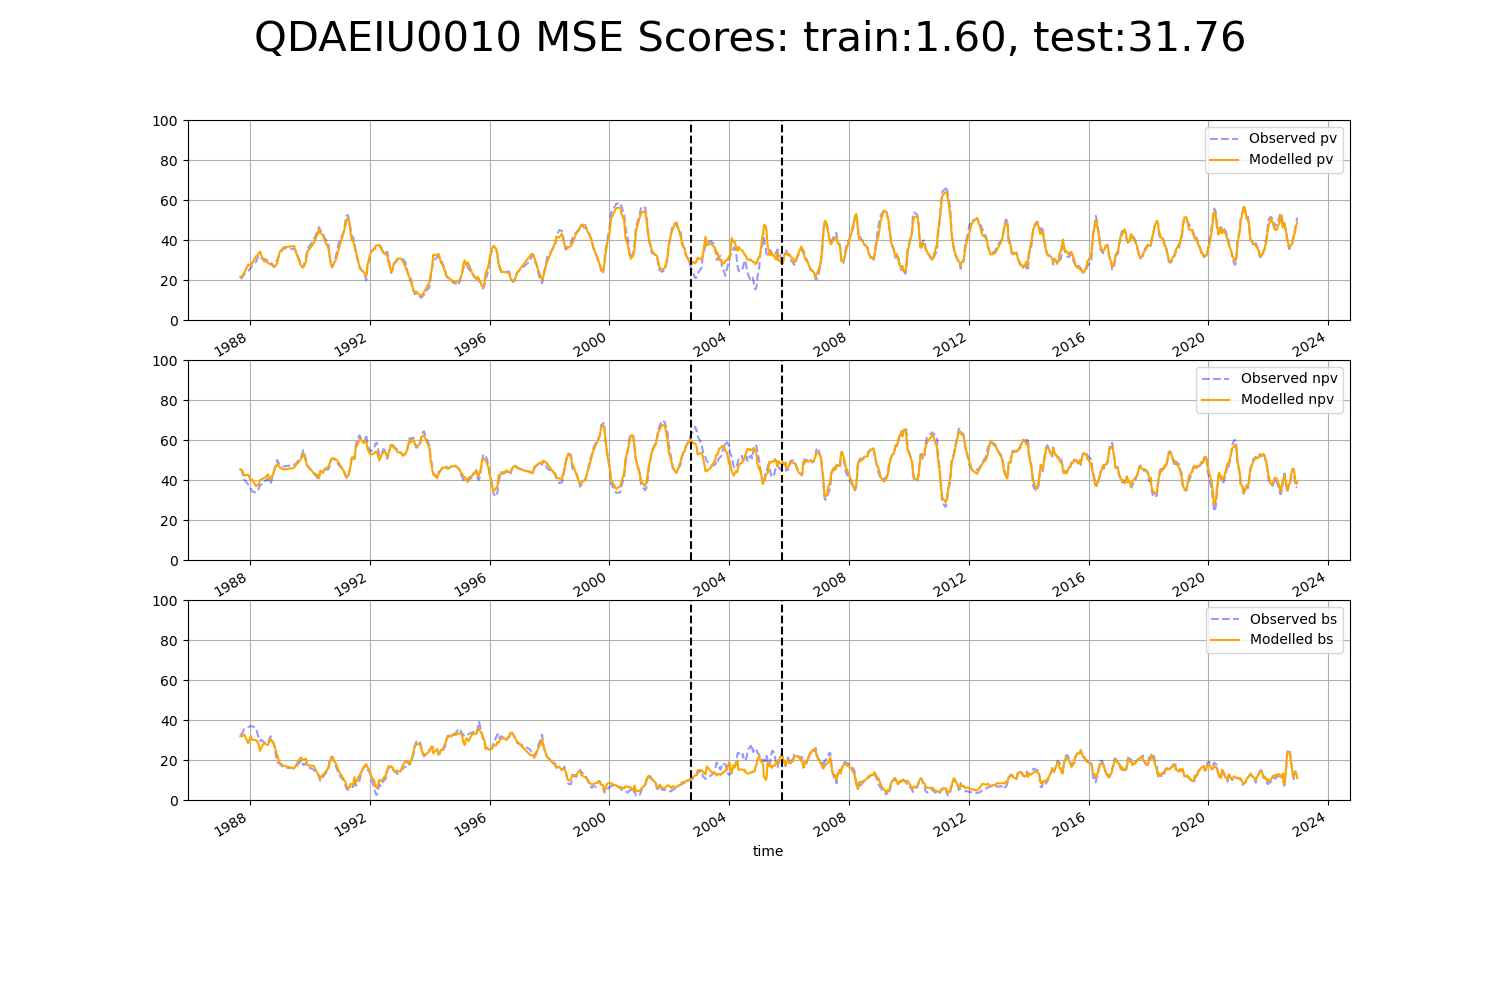 QDAEIU0010 MSE Scores: train:1.60, test:31.76
100
80
60
40
20
0
Observed pv
Modelled pv
1988 1992 1996 2000 2004 2008 2012 2016 2020 2024
100
80
60
40
20
0
Observed npv
Modelled npv
1988 1992 1996 2000 2004 2008 2012 2016 2020 2024
100
80
60
40
20
0
Observed bs
Modelled bs
1988 1992 1996 2000 2004 2008 2012 2016 2020 2024
time